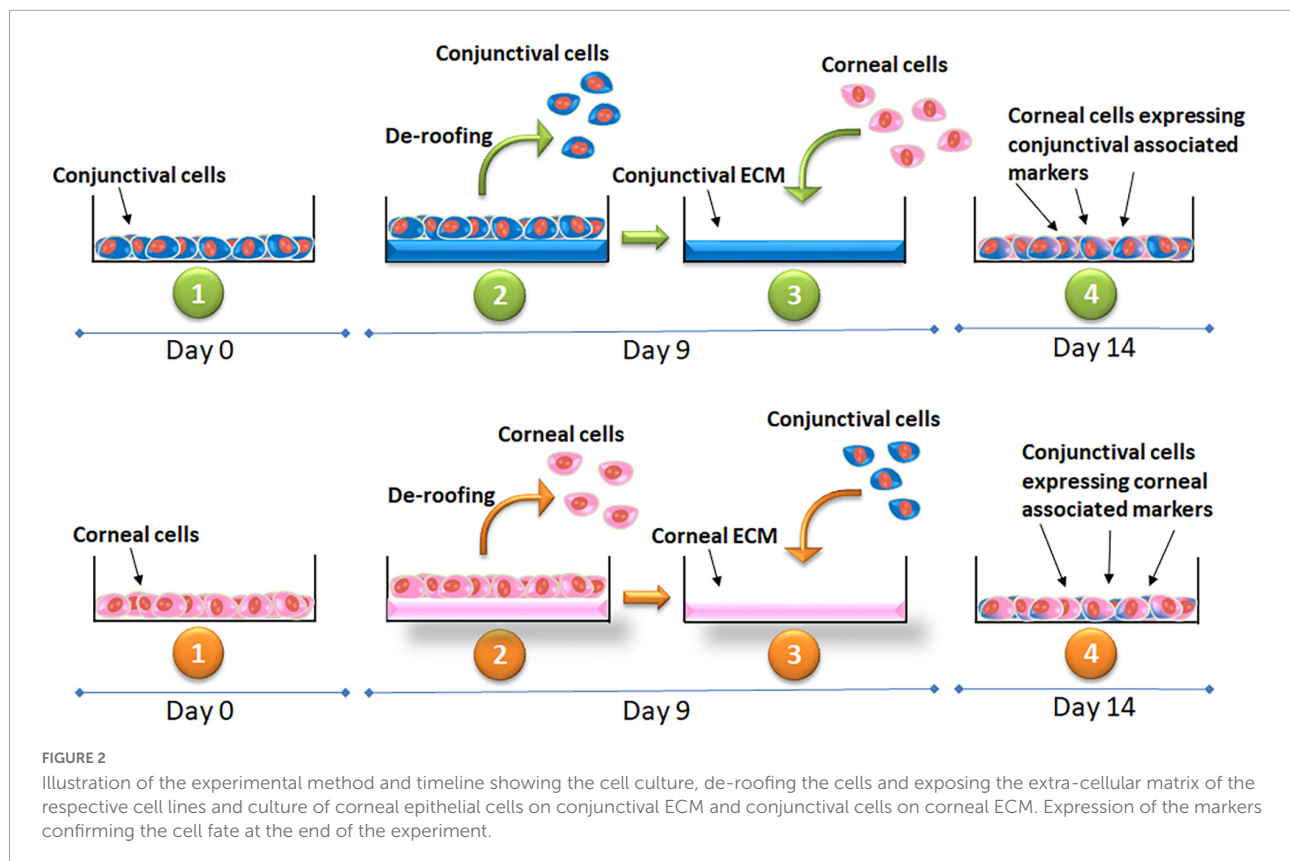 Conjunctival cells
De-roofing
Conjunctival cells
Conjunctival ECM
Corneal cells
Corneal cells expressing
conjunctival associated
markers
1
2
3
4
Day 0
Day 9
Day 14
Corneal cells
De-roofing
Corneal cells
Corneal ECM
Conjunctival cells
Conjunctival cells
expressing corneal
associated markers
1
2
3
4
Day 0
Day 9
Day 14
FIGURE 2
Illustration of the experimental method and timeline showing the cell culture, de-roofing the cells and exposing the extra-cellular matrix of the
respective cell lines and culture of corneal epithelial cells on conjunctival ECM and conjunctival cells on corneal ECM. Expression of the markers
confirming the cell fate at the end of the experiment.